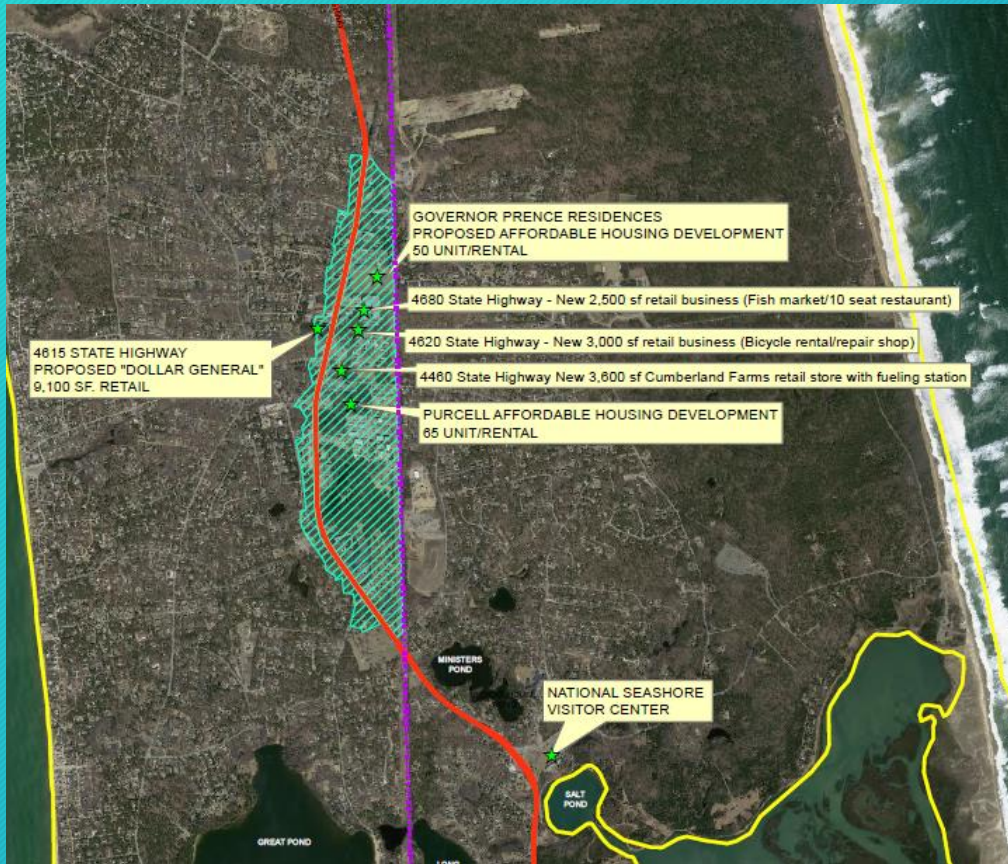 GOVERNOR PRENCE RESIDENCES
PROPOSED AFFORDABLE HOUSING DEVELOPMENT
50 UNIT/RENTAL
4680 State Highway - New 2,500 sf retail business (Fish market/10 seat restaurant)
4620 State Highway - New 3,000 sf retail business (Bicycle rental/repair shop)
4615 STATE HIGHWAY
PROPOSED "DOLLAR GENERAL"
9,100 SF. RETAIL
4460 State Highway New 3,600 sf Cumberland Farms retail store with fueling station
PURCELL AFFORDABLE HOUSING DEVELOPMENT
65 UNIT/RENTAL
MINISTERS
POND
NATIONAL SEASHORE
VISITOR CENTER
SALT
POND
GREAT POND
LONG